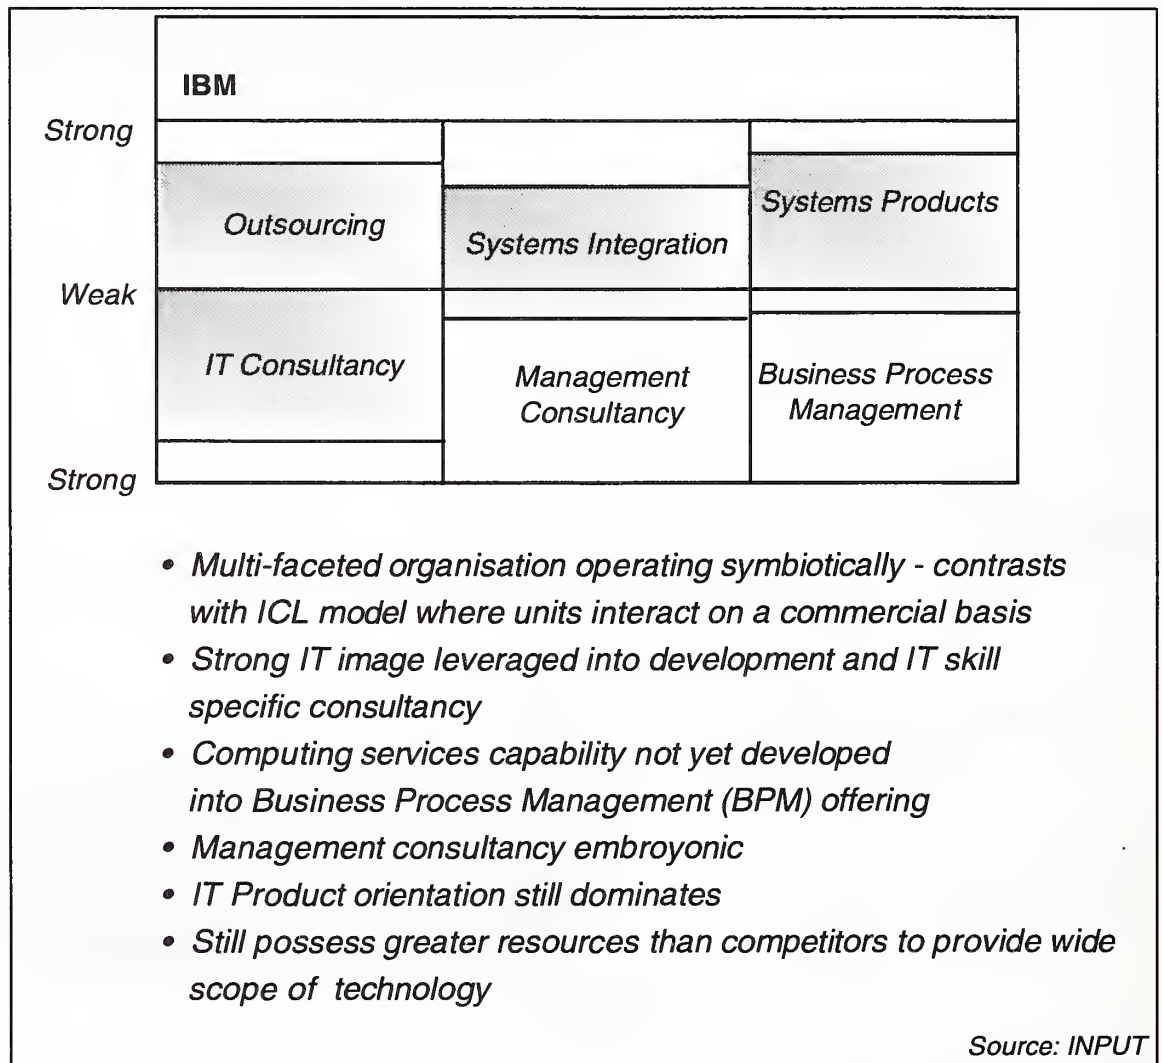 IBM
Strong
Outsourcing
Systems Integration
Systems Products
Weak
IT Consultancy
Management
Consultancy
Business Process
Management
Strong
• Multi-faceted organisation operating symbiotically - contrasts
with ICL model where units interact on a commercial basis
• Strong IT image leveraged into development and IT skill
specific consultancy
• Computing services capability not yet developed
into Business Process Management (BPM) offering
• Management consultancy embroyonic
• IT Product orientation still dominates
• Still possess greater resources than competitors to provide wide
scope of technology
Source: INPUT